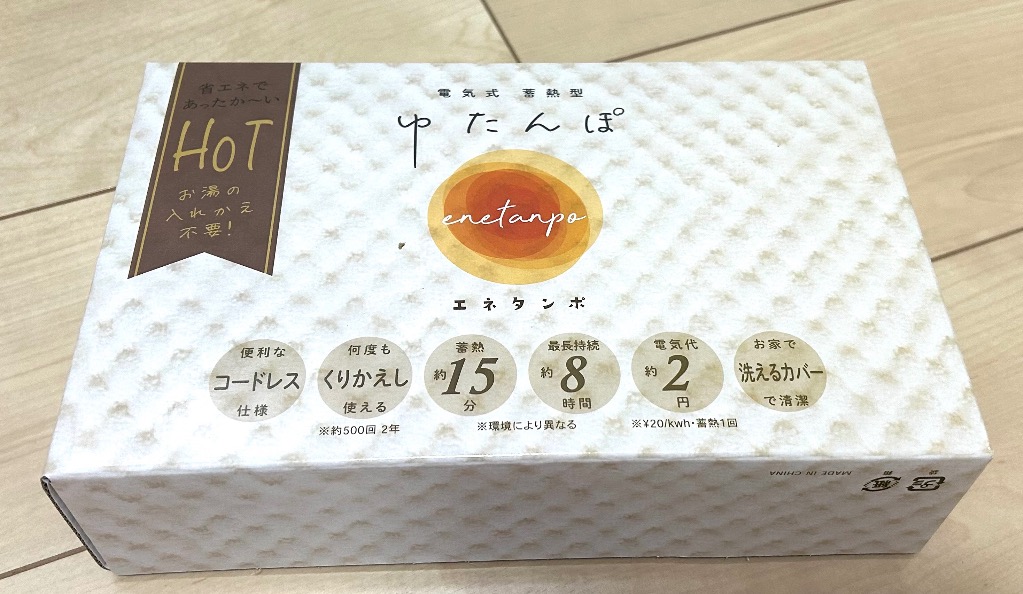 省エネで
あったか〜い
HOT
お湯の
入れかえ
不要!
電気式 蓄熱型
ゆたんぽ
enetanpo
エネタンポ
便利な
コードレス
仕様
何度も
くりかえし
使える
※約500回 2年
蓄熱
約15
分
最長持続
約8
時間
※環境により異なる
電気代
約2
円
※¥20/kwh・蓄熱1回
お家で
洗えるカバー
で清潔
MADE IN CHINA
紙
箱
プラ
袋